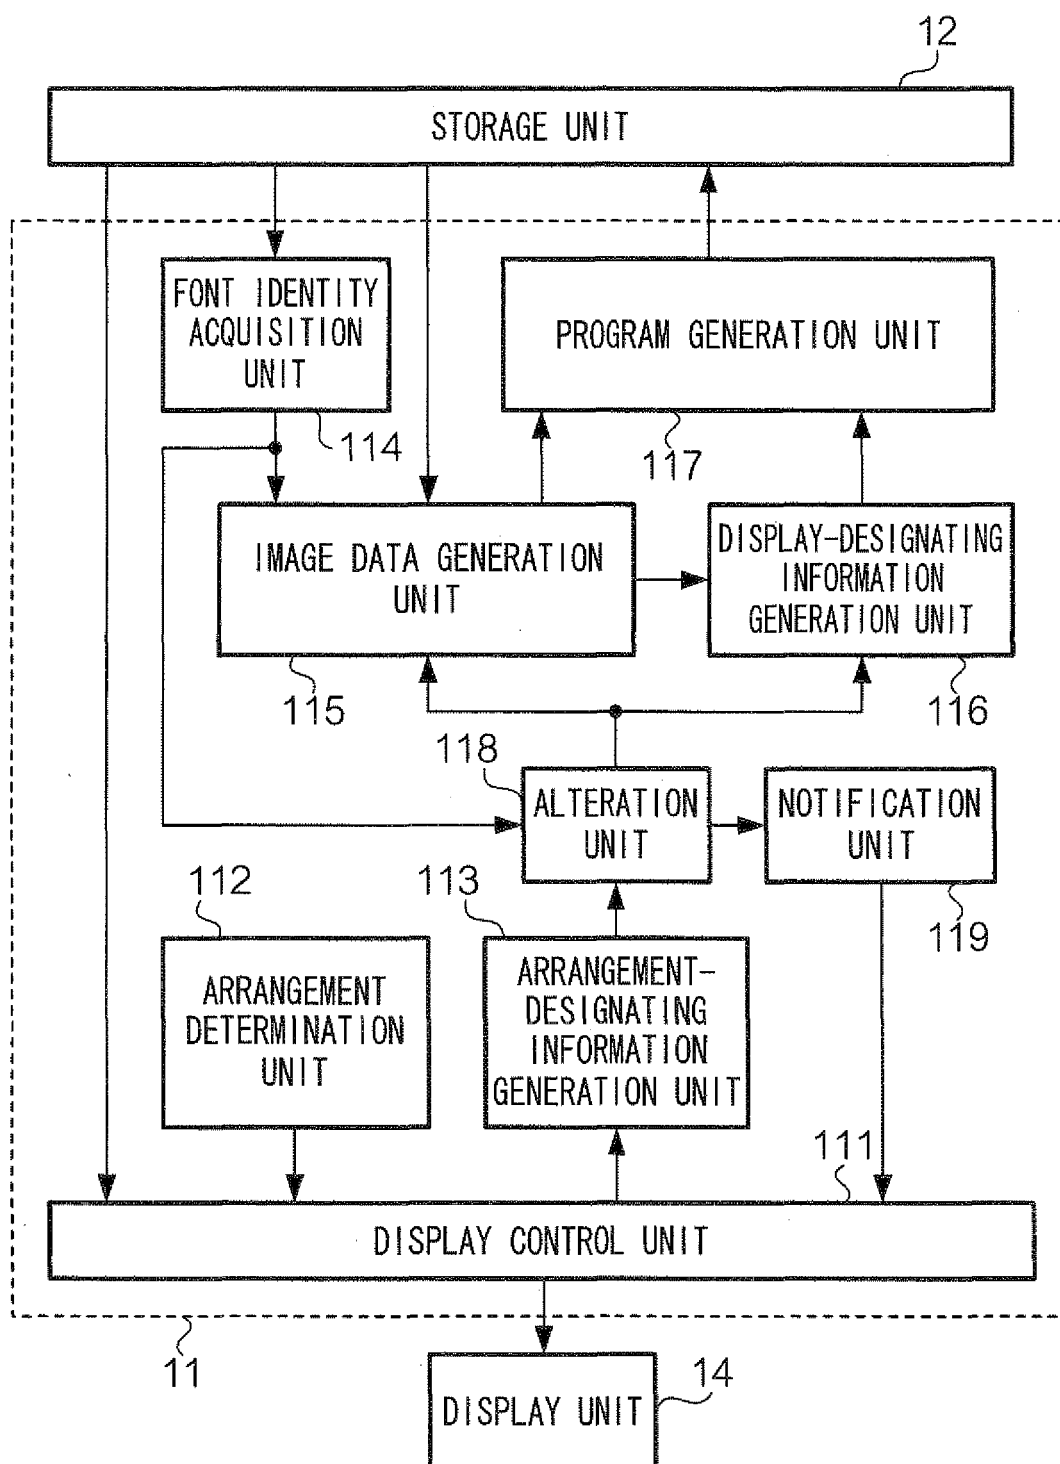 12
STORAGE UNIT
FONT IDENTITY
ACQUISITION
UNIT
114
PROGRAM GENERATION UNIT
117
IMAGE DATA GENERATION
UNIT
115
DISPLAY-DESIGNATING
INFORMATION
GENERATION UNIT
116
118
ALTERATION
UNIT
NOTIFICATION
UNIT
119
112
ARRANGEMENT
DETERMINATION
UNIT
113
ARRANGEMENT-
DESIGNATING
INFORMATION
GENERATION UNIT
111
DISPLAY CONTROL UNIT
11
DISPLAY UNIT
14